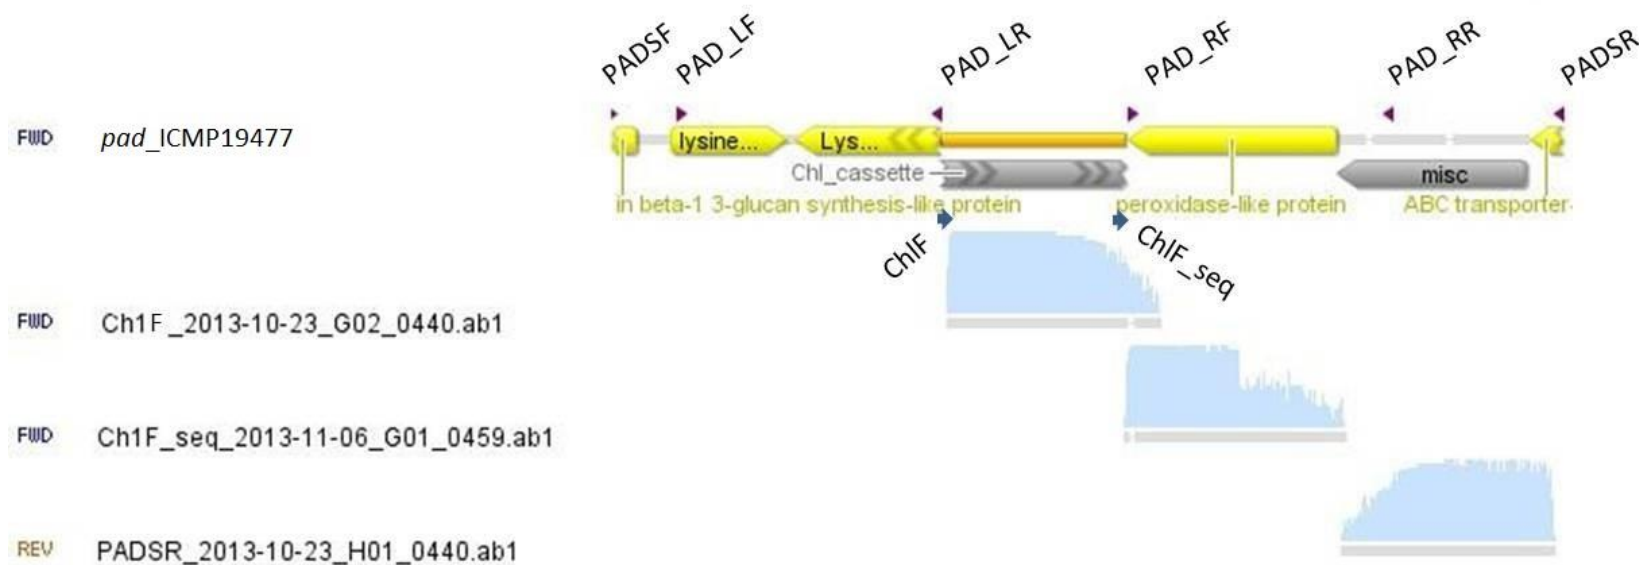 PADSF PAD_LF PAD_LR PAD_RF PAD_RR PADSR
FWD pad_ICMP19477 lysine... Lys...
Chl_cassette misc
in beta-1 3-glucan synthesis-like protein peroxidase-like protein ABC transporter-
ChlF ChlF_seq
FWD Ch1F_2013-10-23_G02_0440.ab1
FWD Ch1F_seq_2013-11-06_G01_0459.ab1
REV PADSR_2013-10-23_H01_0440.ab1